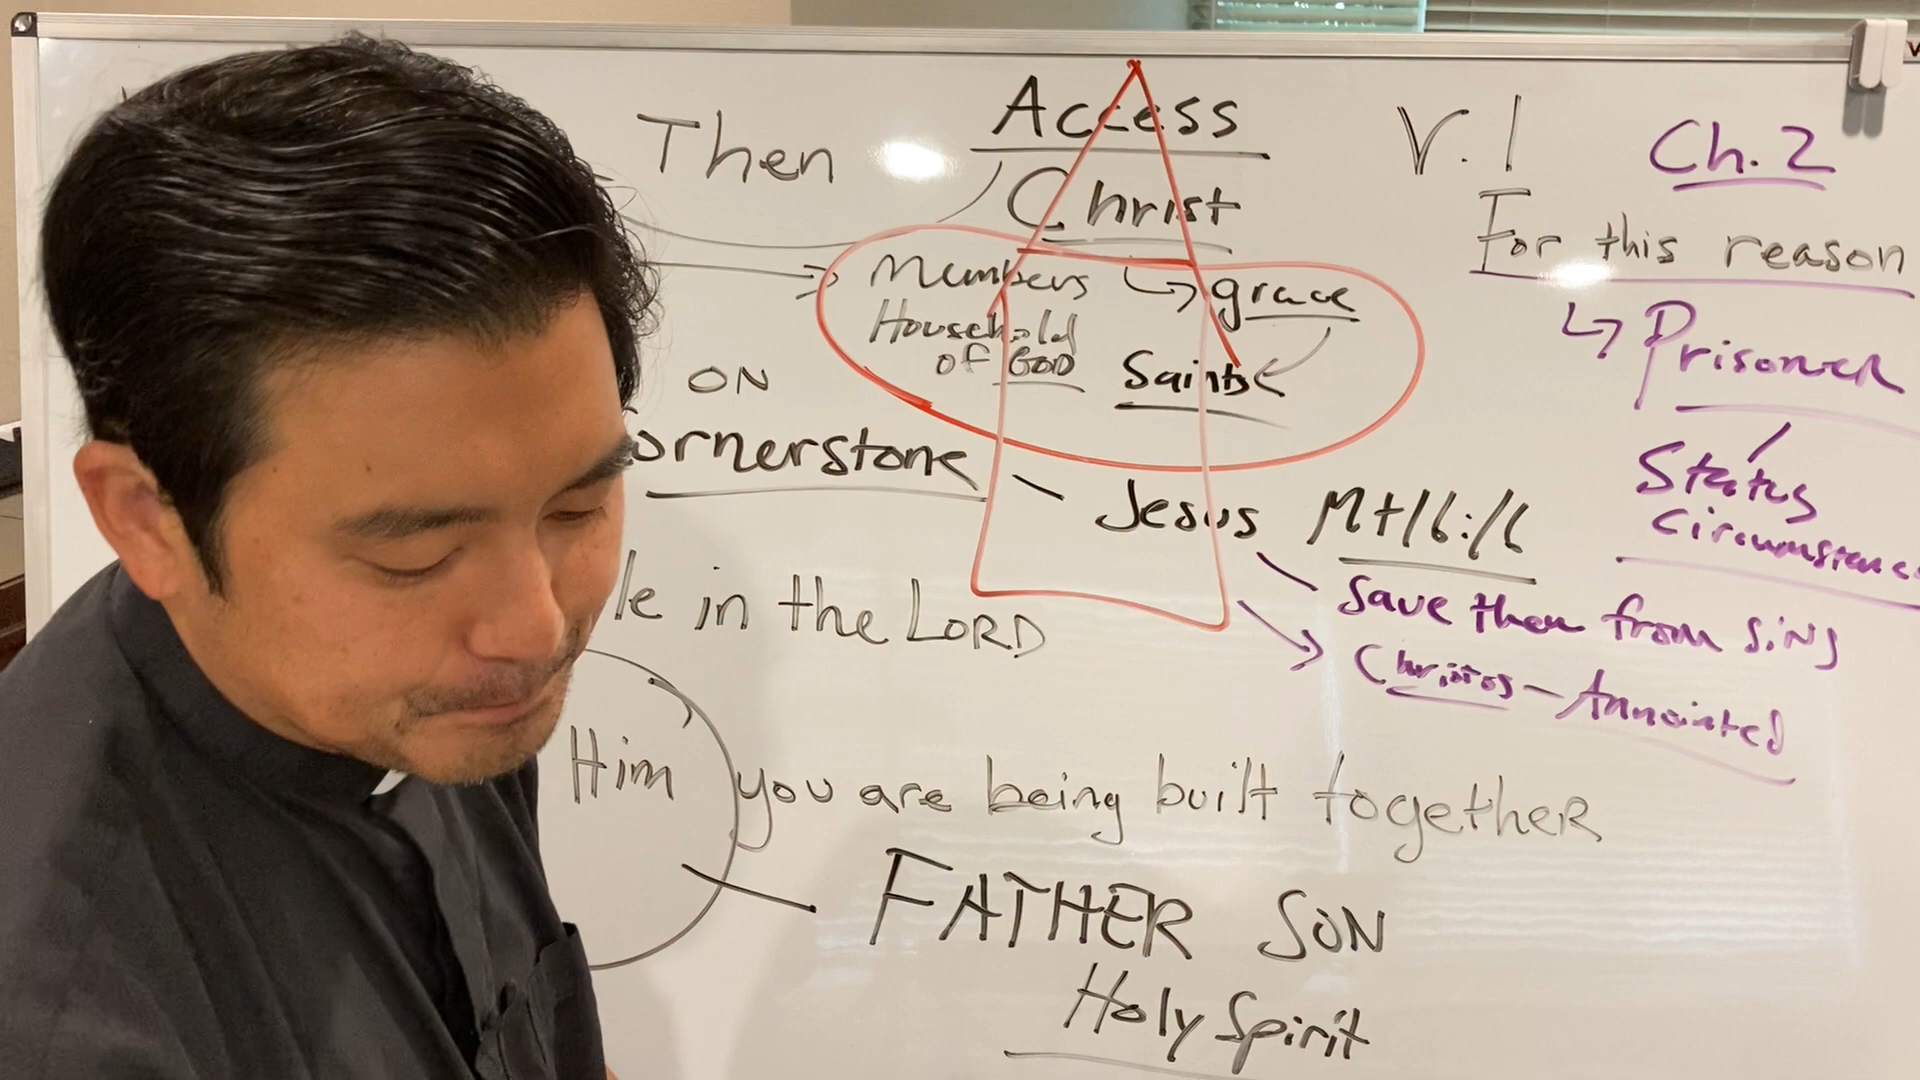 Then
Access
Christ
Members
grace
Household
of GOD
Saints
ON
ornerstone
Jesus
Mt 16:16
Save them from sins
Christos - Annointed
le in the LORD
Him you are being built together
FATHER SON
Holy Spirit
V.1
Ch. 2
For this reason
Prisoner
Status
Circumstance